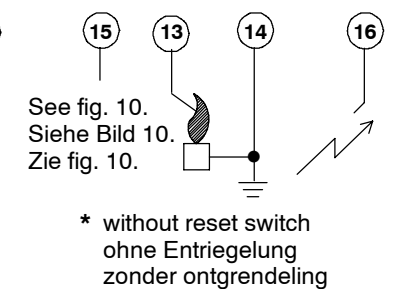 15 13 14 16
See fig. 10.
Siehe Bild 10.
Zie fig. 10.
* without reset switch
ohne Entriegelung
zonder ontgrendeling